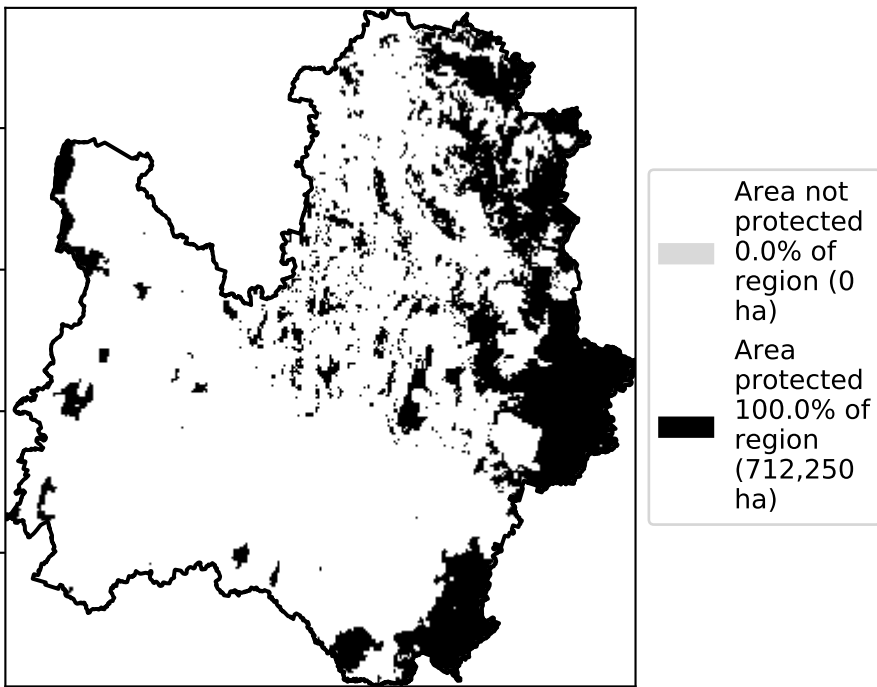 Area not
protected
0.0% of
region (0
ha)
Area
protected
100.0% of
region
(712,250
ha)